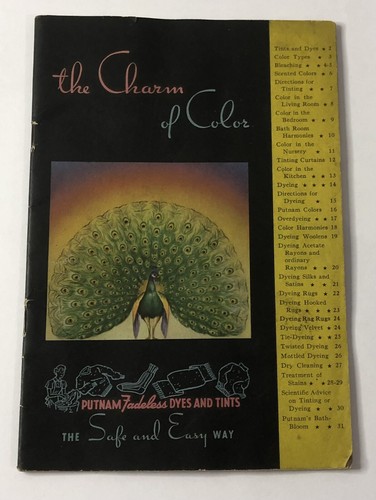 the Charm
of Color
PUTNAM Fadeless DYES AND TINTS
THE Safe and Easy WAY
Tints and Dyes ★ 2
Color Types ★ 3
Bleaching ★ ★ 4-5
Scented Colors ★ 6
Directions for
Tinting ★ ★ 7
Color in the
Living Room ★ 8
Color in the
Bedroom ★ ★ 9
Bath Room
Harmonies ★ 10
Color in the
Nursery ★ 11
Tinting Curtains 12
Color in the
Kitchen ★ ★ 13
Dyeing ★ ★ ★ 14
Directions for
Dyeing ★ 15
Putnam Colors 16
Overdyeing ★ ★ 17
Color Harmonies 18
Dyeing Woolens 19
Dyeing Acetate
Rayons and
ordinary
Rayons ★ ★ 20
Dyeing Silks and
Satins ★ ★ 21
Dyeing Rugs ★ 22
Dyeing Hooked
Rugs ★ ★ 23
Dyeing Rag Rugs 24
Dyeing Velvet ★ 24
Tie-Dyeing ★ ★ 25
Twisted Dyeing 26
Mottled Dyeing 26
Dry Cleaning ★ 27
Treatment of
Stains ★ ★ 28-29
Scientific Advice
on Tinting or
Dyeing ★ ★ 30
Putnam's Bath-
Bloom ★ ★ 31